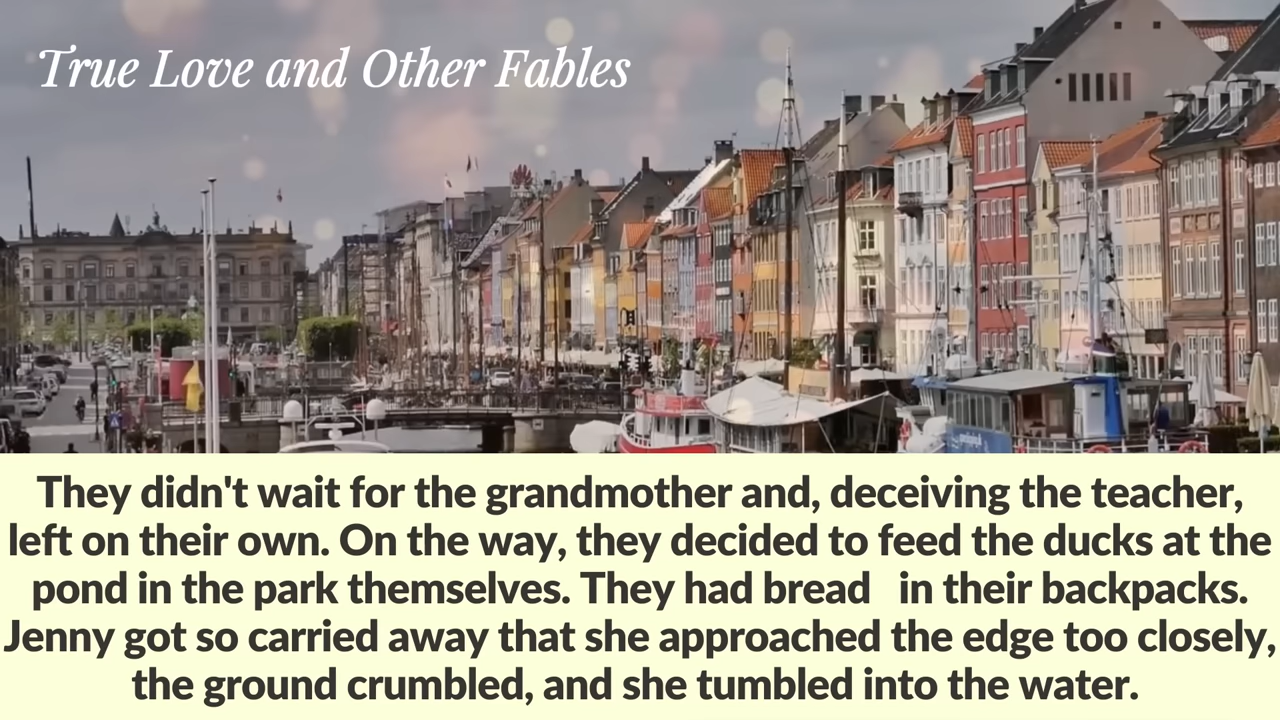 True Love and Other Fables
They didn't wait for the grandmother and, deceiving the teacher,
left on their own. On the way, they decided to feed the ducks at the
pond in the park themselves. They had bread   in their backpacks.
Jenny got so carried away that she approached the edge too closely,
the ground crumbled, and she tumbled into the water.